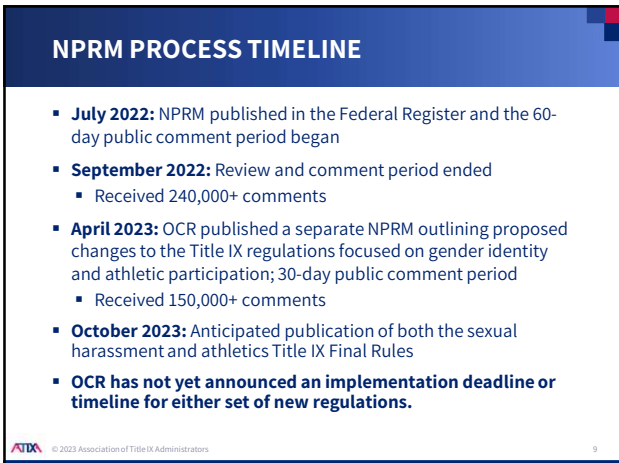 NPRM PROCESS TIMELINE
▪ July 2022: NPRM published in the Federal Register and the 60-
day public comment period began
▪ September 2022: Review and comment period ended
▪ Received 240,000+ comments
▪ April 2023: OCR published a separate NPRM outlining proposed
changes to the Title IX regulations focused on gender identity
and athletic participation; 30-day public comment period
▪ Received 150,000+ comments
▪ October 2023: Anticipated publication of both the sexual
harassment and athletics Title IX Final Rules
▪ OCR has not yet announced an implementation deadline or
timeline for either set of new regulations.
ATIXA © 2023 Association of Title IX Administrators 9